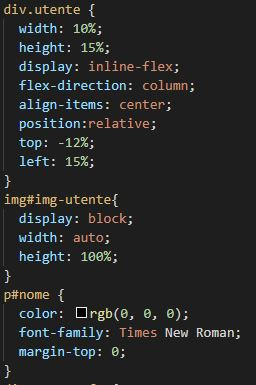 div.utente {
width: 10%;
height: 15%;
display: inline-flex;
flex-direction: column;
align-items: center;
position:relative;
top: -12%;
left: 15%;
}
img#img-utente{
display: block;
width: auto;
height: 100%;
}
p#nome {
color: rgb(0, 0, 0);
font-family: Times New Roman;
margin-top: 0;
}